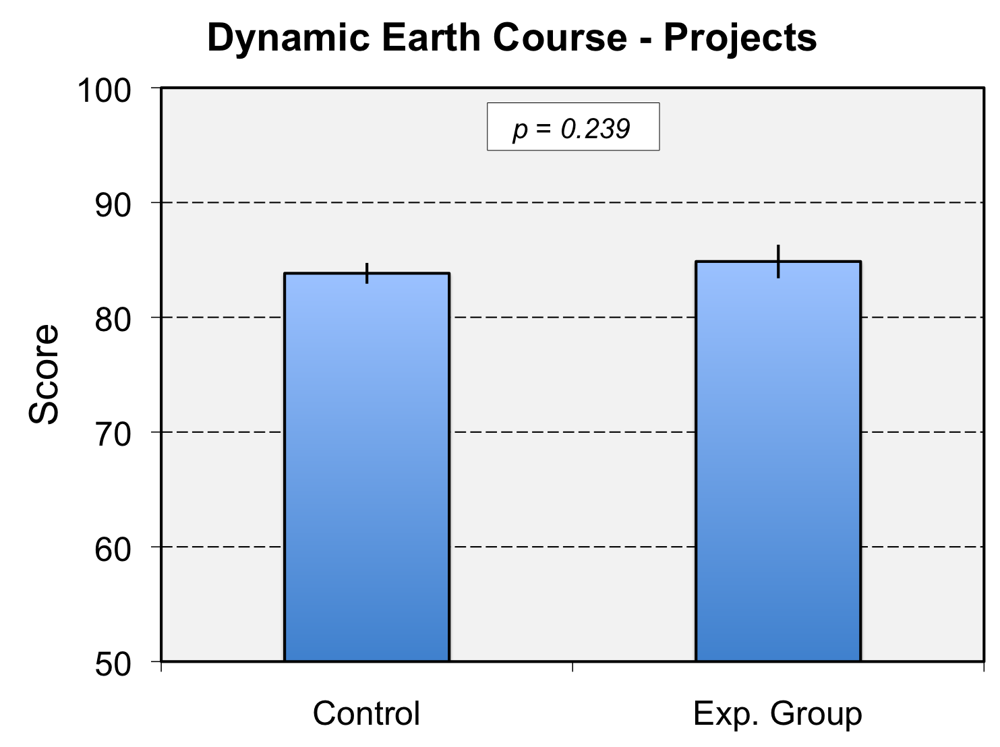 Dynamic Earth Course - Projects
100
p = 0.239
90
80
70
60
50
Score
Control
Exp. Group